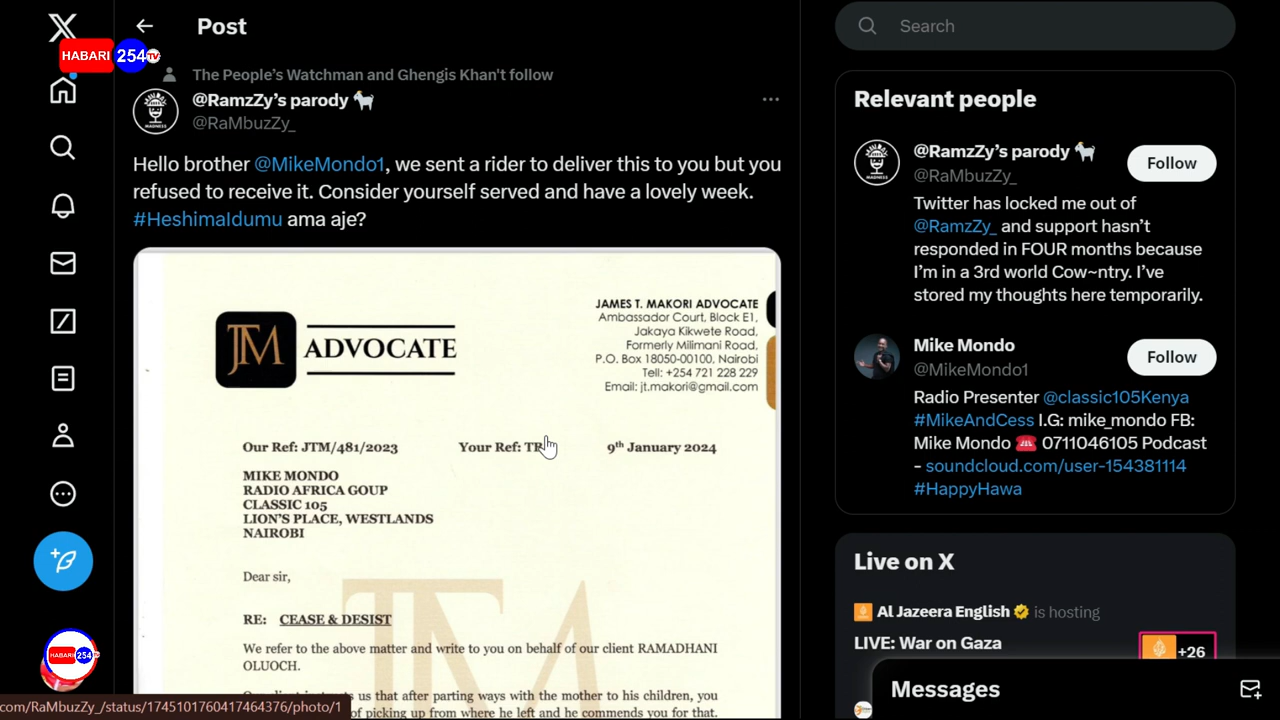 Post
Search
HABARI 254 TV
The People's Watchman and Ghengis Khan't follow
@RamzZy's parody
@RaMbuzZy_
MADNESS
Hello brother @MikeMondo1, we sent a rider to deliver this to you but you
refused to receive it. Consider yourself served and have a lovely week.
#HeshimaIdumu ama aje?
JTM ADVOCATE
JAMES T. MAKORI ADVOCATE
Ambassador Court, Block E1,
Jakaya Kikwete Road,
Formerly Milimani Road,
P.O. Box 18050-00100, Nairobi
Tell: +254 721 228 229
Email: jt.makori@gmail.com
Our Ref: JTM/481/2023 Your Ref: 9th January 2024
MIKE MONDO
RADIO AFRICA GOUP
CLASSIC 105
LION'S PLACE, WESTLANDS
NAIROBI
Dear sir,
RE: CEASE & DESIST
We refer to the above matter and write to you on behalf of our client RAMADHANI
OLUOCH.
us that after parting ways with the mother to his children, you
of picking up from where he left and he commends you for that.
Relevant people
@RamzZy's parody
@RaMbuzZy_
Follow
MADNESS
Twitter has locked me out of
@RamzZy_ and support hasn't
responded in FOUR months because
I'm in a 3rd world Cow~ntry. I've
stored my thoughts here temporarily.
Mike Mondo
@MikeMondo1
Follow
Radio Presenter @classic105Kenya
#MikeAndCess I.G: mike_mondo FB:
Mike Mondo ☎️ 0711046105 Podcast
- soundcloud.com/user-154381114
#HappyHawa
Live on X
Al Jazeera English is hosting
LIVE: War on Gaza
+26
Messages
HABARI 254
com/RaMbuzZy_/status/1745101760417464376/photo/1